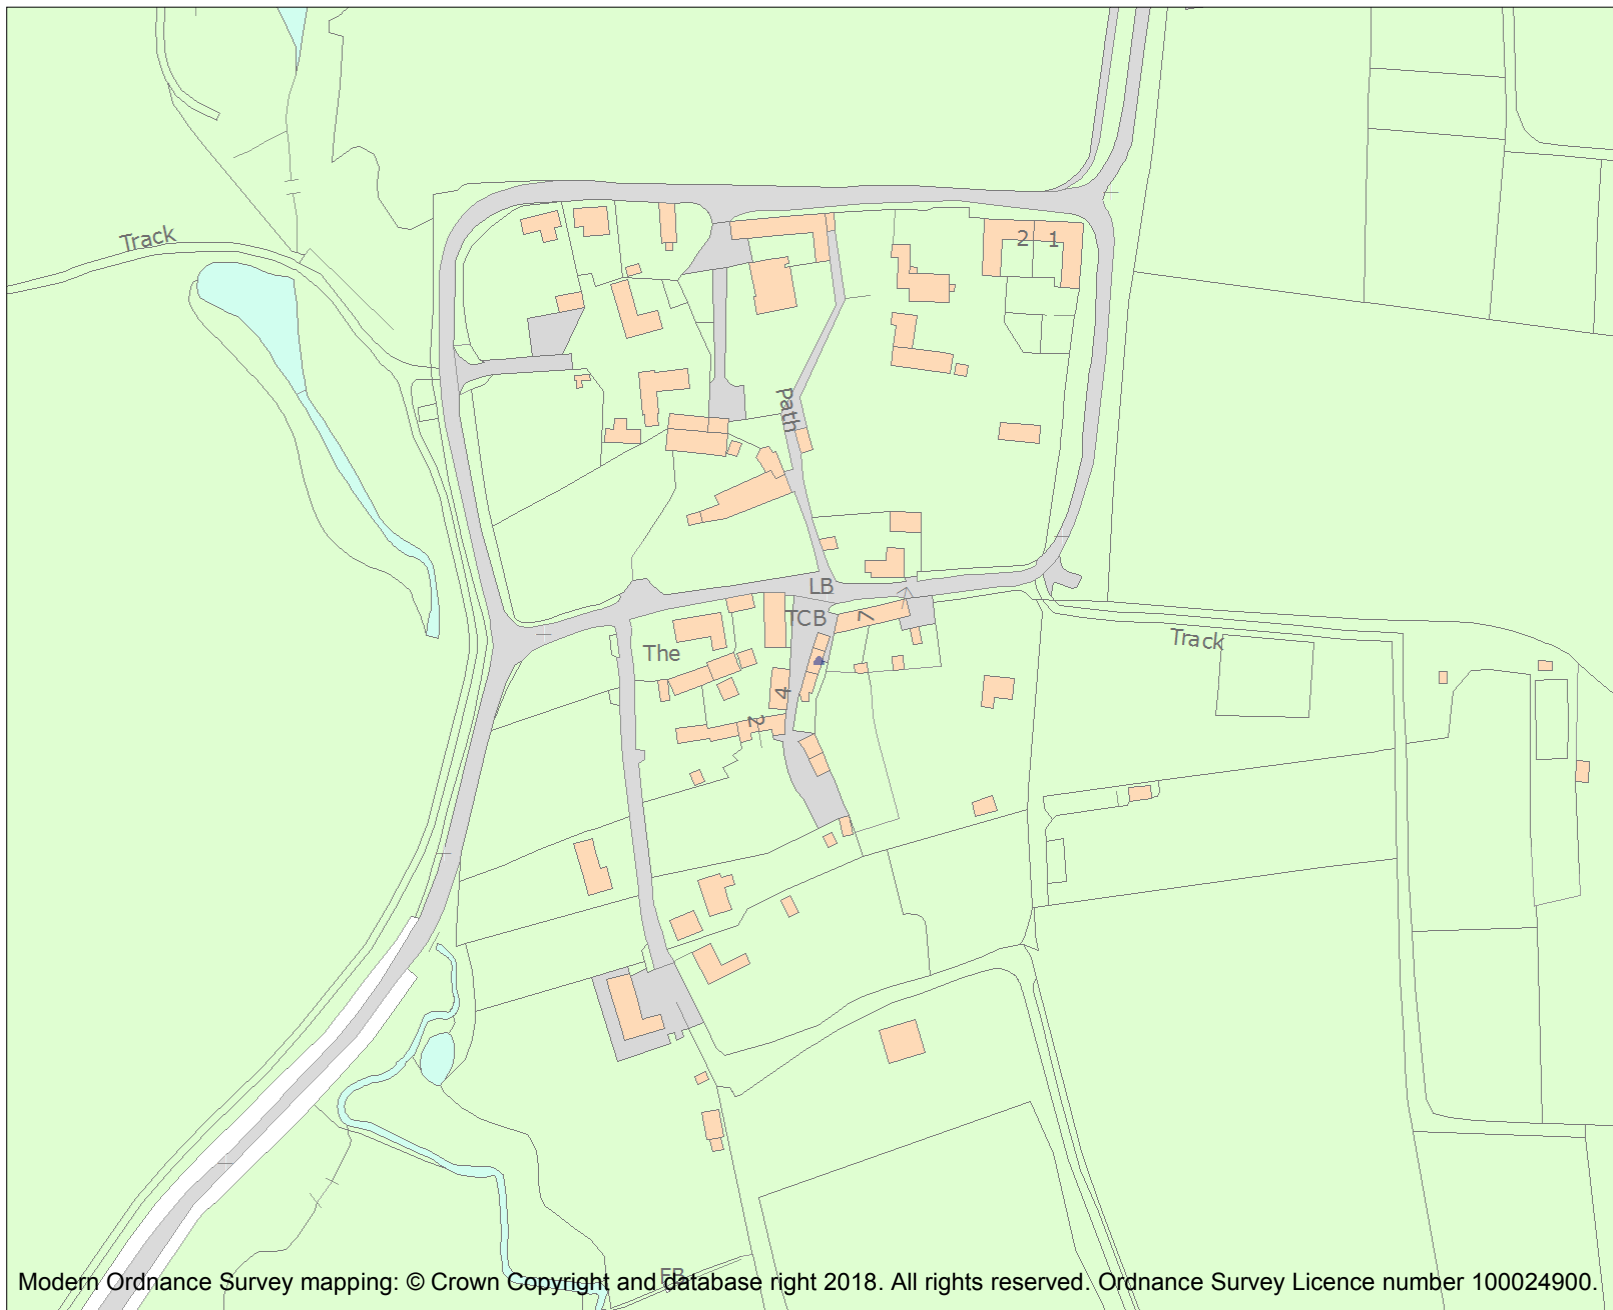 Track
2 1
path
LB
TCB
7
The
Track
4
2
FB
Modern Ordnance Survey mapping: © Crown Copyright and database right 2018. All rights reserved. Ordnance Survey Licence number 100024900.